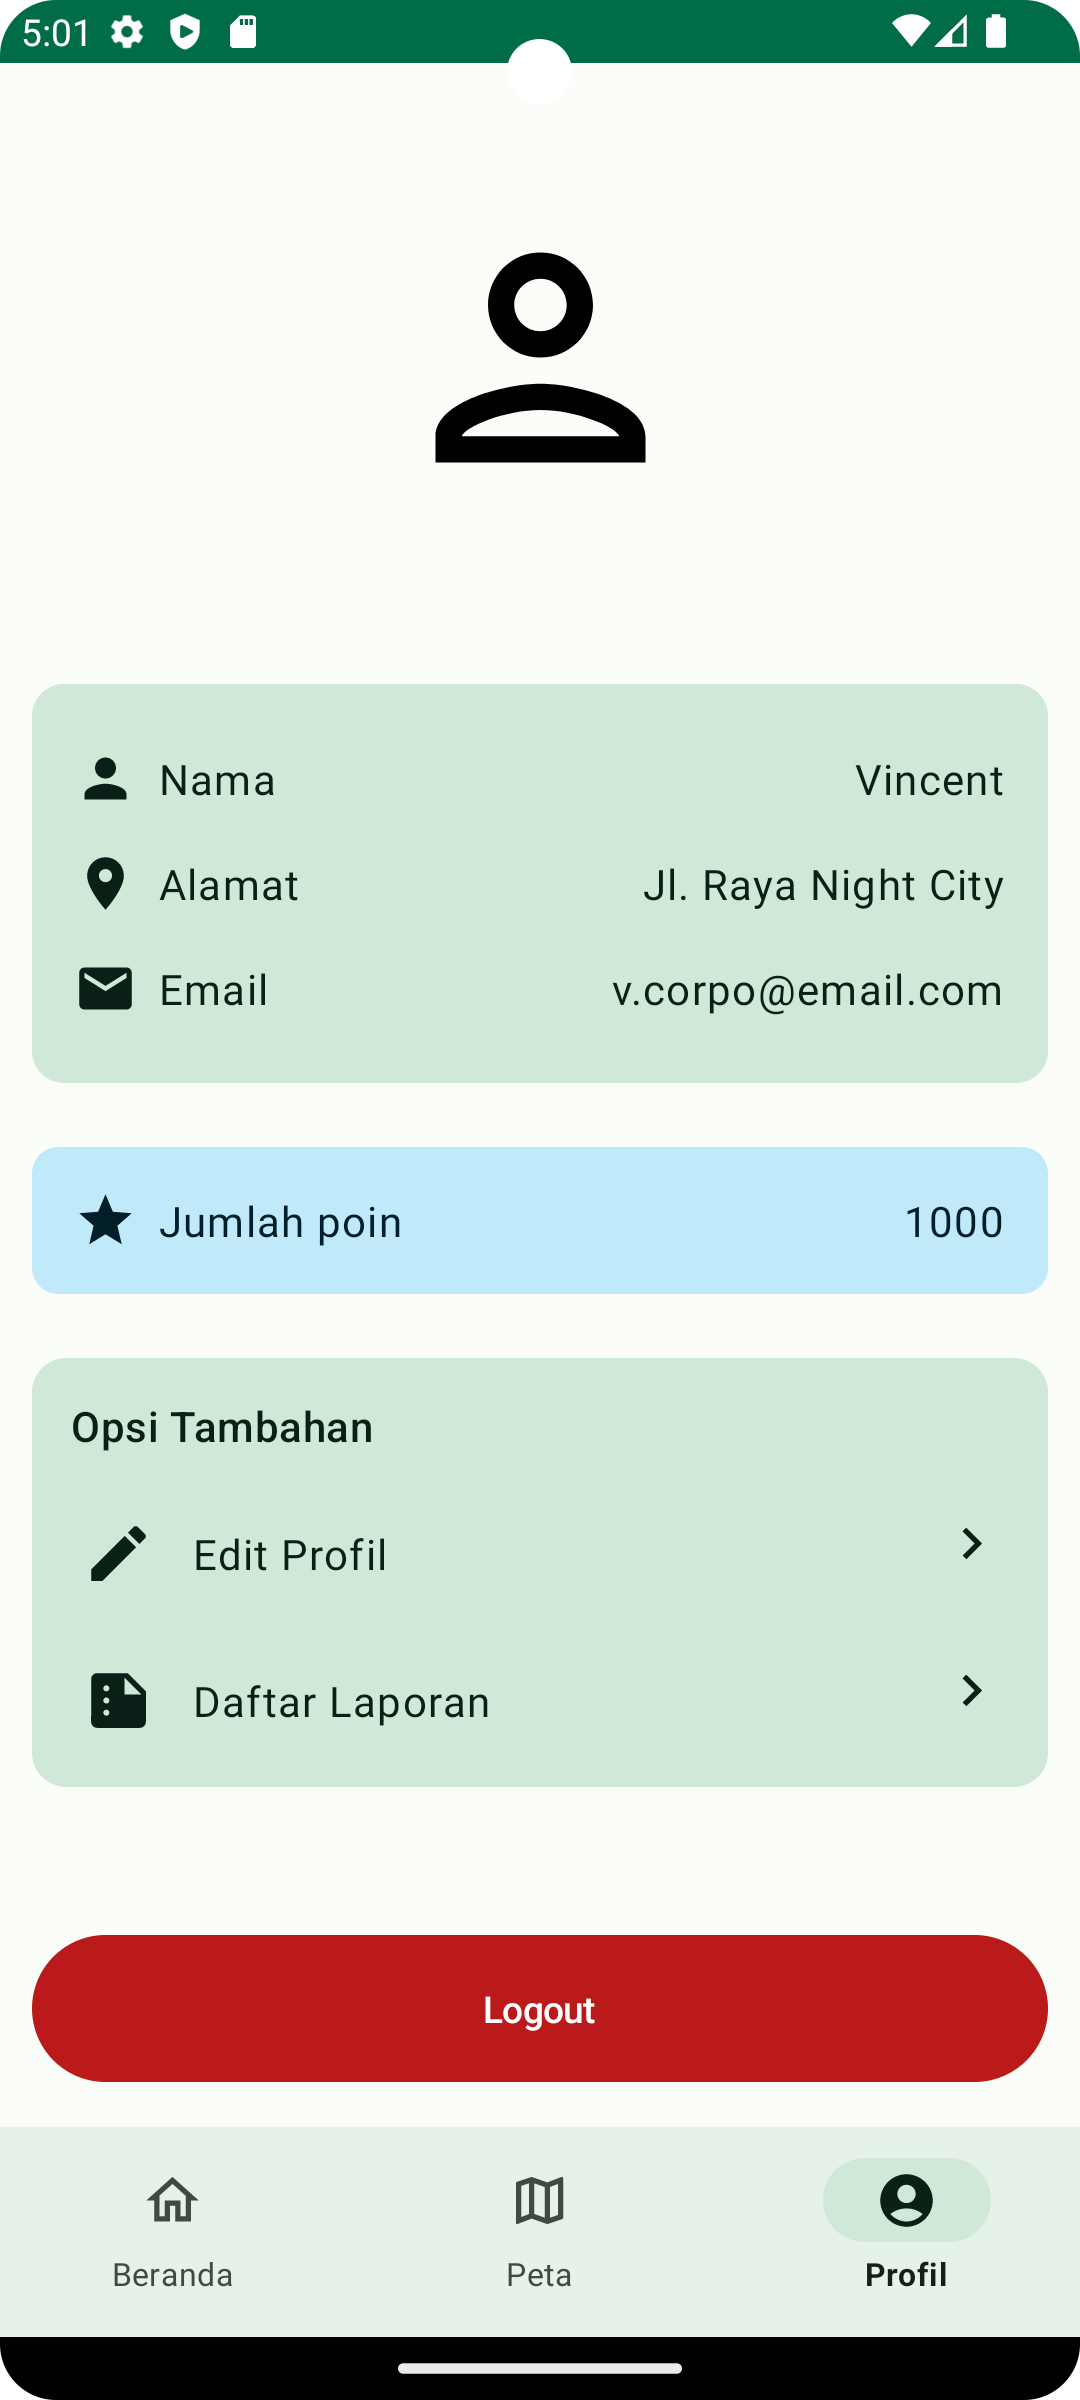 5:01
Nama Vincent
Alamat Jl. Raya Night City
Email v.corpo@email.com
Jumlah poin 1000
Opsi Tambahan
Edit Profil
Daftar Laporan
Logout
Beranda Peta Profil